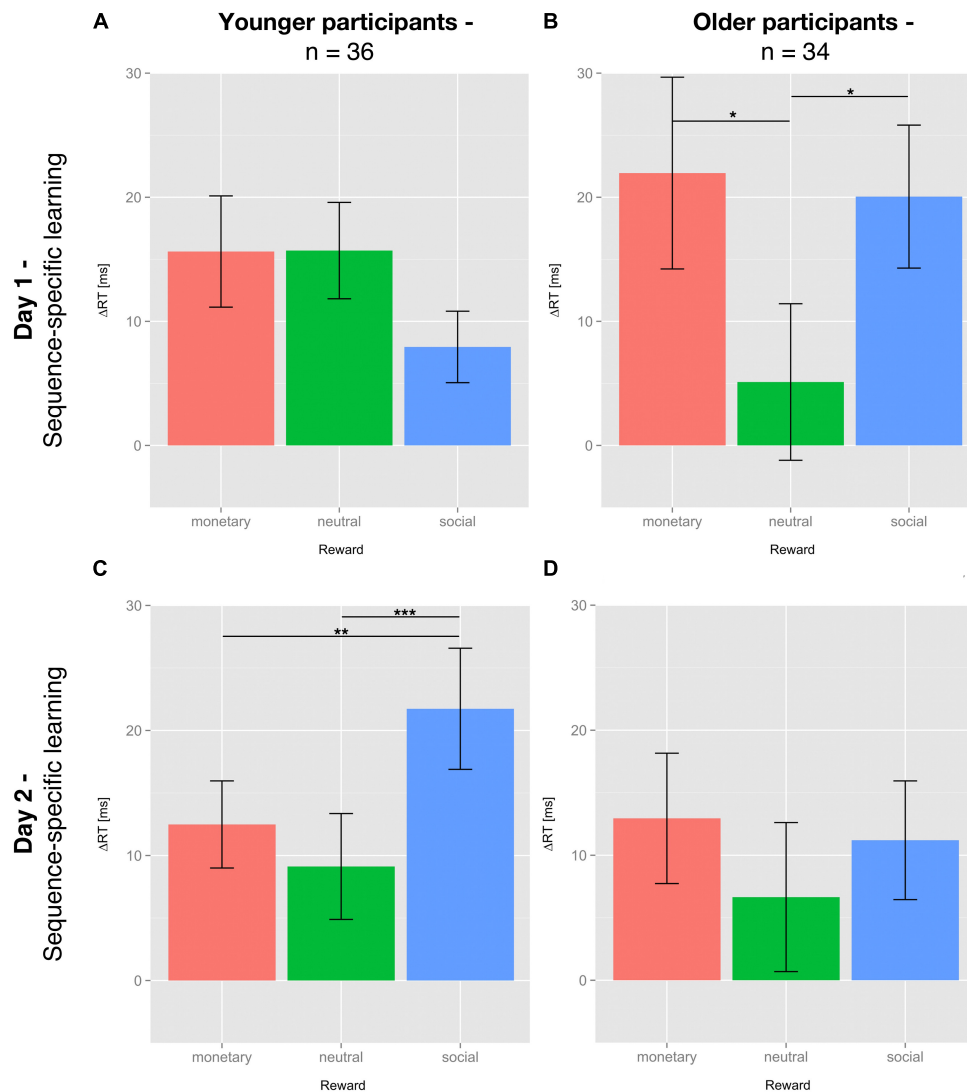 A
Younger participants -
n = 36
B
Older participants -
n = 34
Day 1 -
Sequence-specific learning
30
20
10
0
ΔRT [ms]
monetary
neutral
social
Reward
30
20
10
0
ΔRT [ms]
*
*
monetary
neutral
social
Reward
C
D
Day 2 -
Sequence-specific learning
30
20
10
0
ΔRT [ms]
***
**
monetary
neutral
social
Reward
30
20
10
0
ΔRT [ms]
monetary
neutral
social
Reward